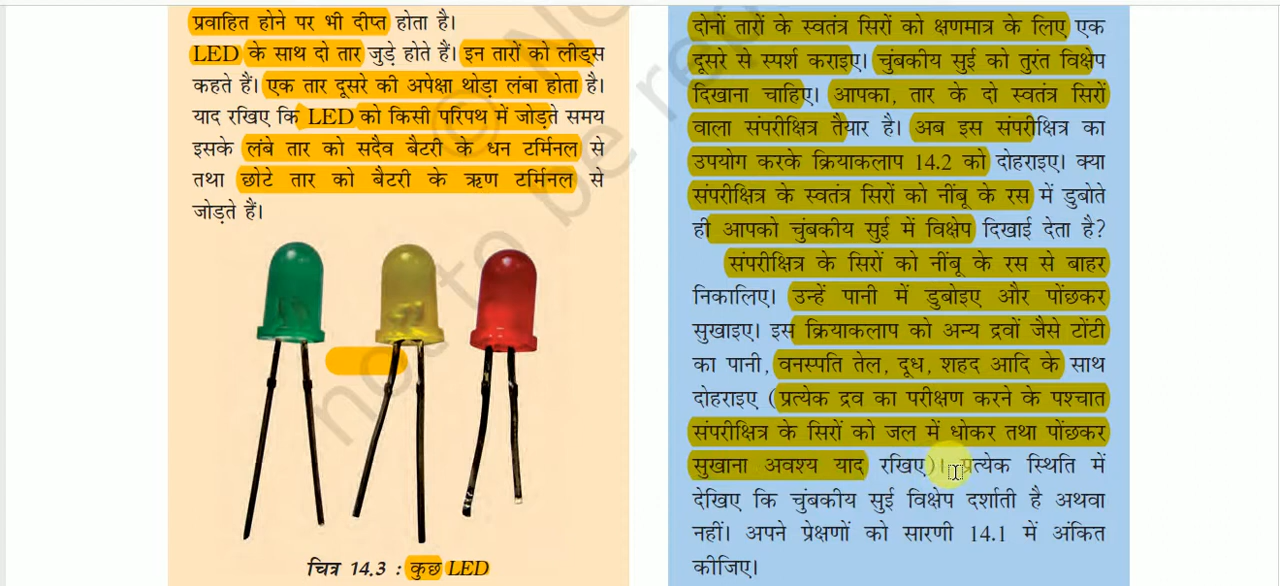 प्रवाहित होने पर भी दीप्त होता है।
LED के साथ दो तार जुड़े होते हैं। इन तारों को लीड्स
कहते हैं। एक तार दूसरे की अपेक्षा थोड़ा लंबा होता है।
याद रखिए कि LED को किसी परिपथ में जोड़ते समय
इसके लंबे तार को सदैव बैटरी के धन टर्मिनल से
तथा छोटे तार को बैटरी के ऋण टर्मिनल से
जोड़ते हैं।
चित्र 14.3 : कुछ LED
दोनों तारों के स्वतंत्र सिरों को क्षणमात्र के लिए एक
दूसरे से स्पर्श कराइए। चुंबकीय सुई को तुरंत विक्षेप
दिखाना चाहिए। आपका, तार के दो स्वतंत्र सिरों
वाला संपरीक्षित्र तैयार है। अब इस संपरीक्षित्र का
उपयोग करके क्रियाकलाप 14.2 को दोहराइए। क्या
संपरीक्षित्र के स्वतंत्र सिरों को नींबू के रस में डुबोते
ही आपको चुंबकीय सुई में विक्षेप दिखाई देता है?
संपरीक्षित्र के सिरों को नींबू के रस से बाहर
निकालिए। उन्हें पानी में डुबोइए और पोंछकर
सुखाइए। इस क्रियाकलाप को अन्य द्रवों जैसे टोंटी
का पानी, वनस्पति तेल, दूध, शहद आदि के साथ
दोहराइए (प्रत्येक द्रव का परीक्षण करने के पश्चात
संपरीक्षित्र के सिरों को जल में धोकर तथा पोंछकर
सुखाना अवश्य याद रखिए)। प्रत्येक स्थिति में
देखिए कि चुंबकीय सुई विक्षेप दर्शाती है अथवा
नहीं। अपने प्रेक्षणों को सारणी 14.1 में अंकित
कीजिए।
not to be re
© N